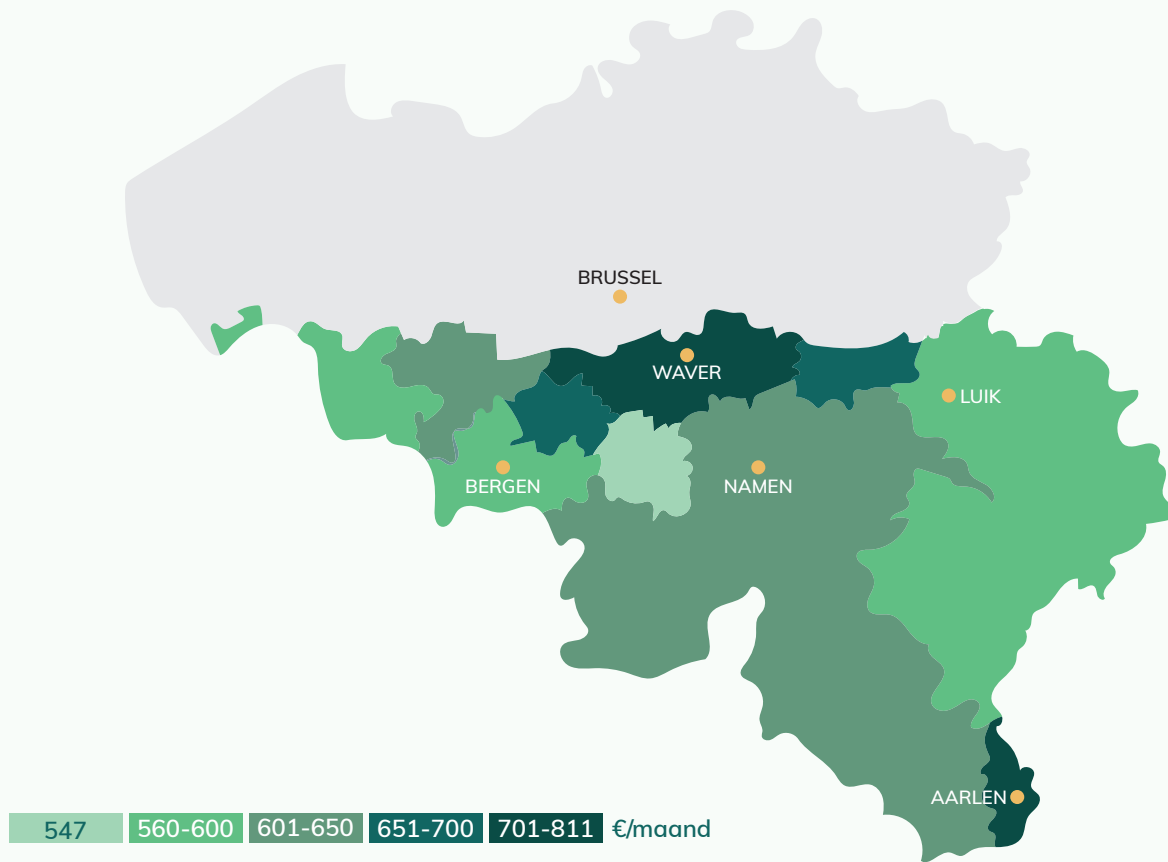 BRUSSEL
WAVER
LUIK
BERGEN
NAMEN
AARLEN
547 560-600 601-650 651-700 701-811 €/maand